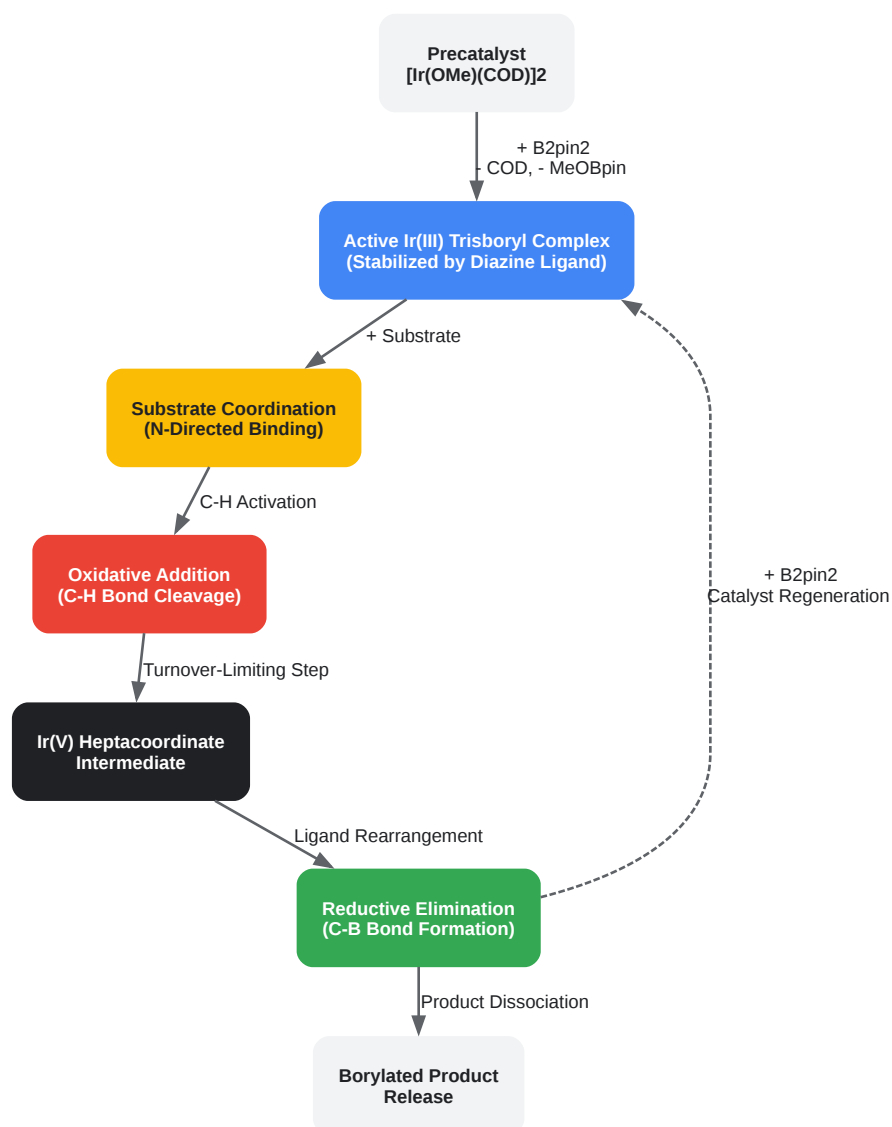 Precatalyst
[Ir(OMe)(COD)]2
+ B2pin2
- COD, - MeOBpin
Active Ir(III) Trisboryl Complex
(Stabilized by Diazine Ligand)
+ Substrate
Substrate Coordination
(N-Directed Binding)
C-H Activation
Oxidative Addition
(C-H Bond Cleavage)
+ B2pin2
Catalyst Regeneration
Turnover-Limiting Step
Ir(V) Heptacoordinate
Intermediate
Ligand Rearrangement
Reductive Elimination
(C-B Bond Formation)
Product Dissociation
Borylated Product
Release